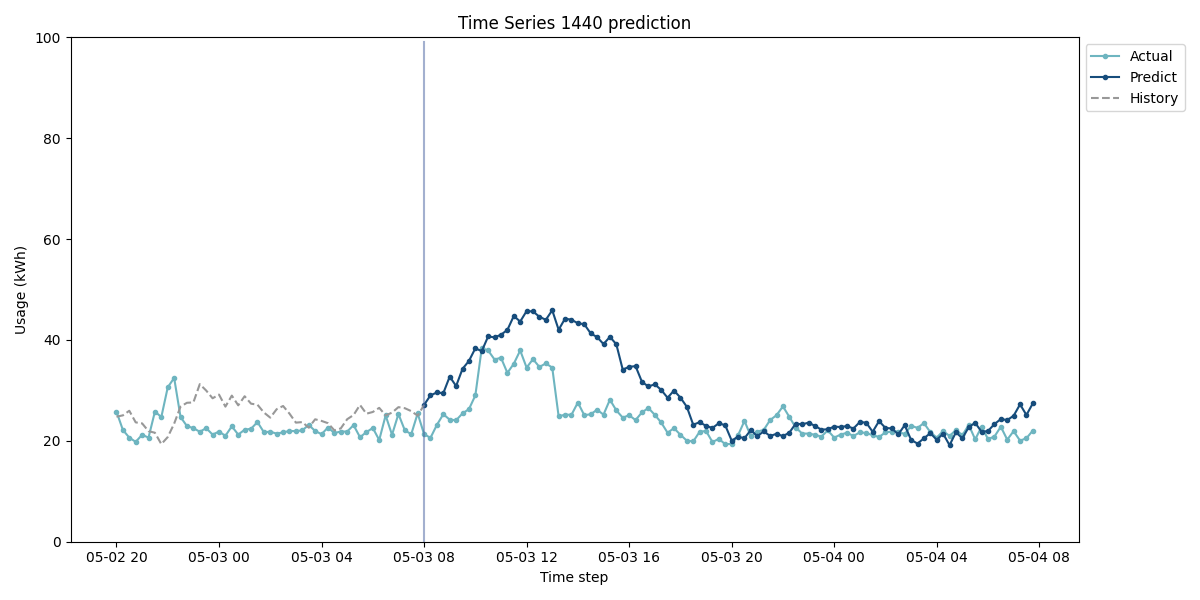 Time Series 1440 prediction
100
80
60
40
20
0
Usage (kWh)
05-02 20
05-03 00
05-03 04
05-03 08
05-03 12
05-03 16
05-03 20
05-04 00
05-04 04
05-04 08
Time step
Actual
Predict
History